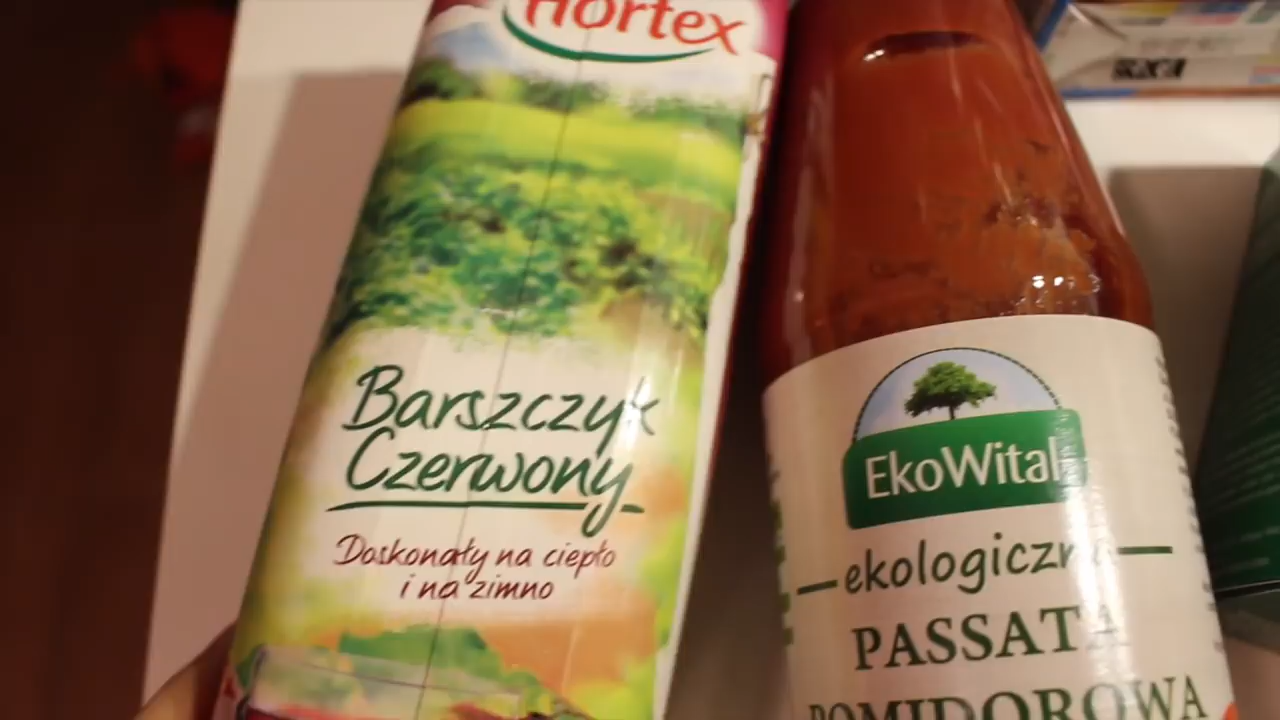 Hortex
Barszczyk
Czerwony
Doskonały na ciepło
i na zimno
EkoWital
ekologiczna
PASSATA
POMIDOROWA